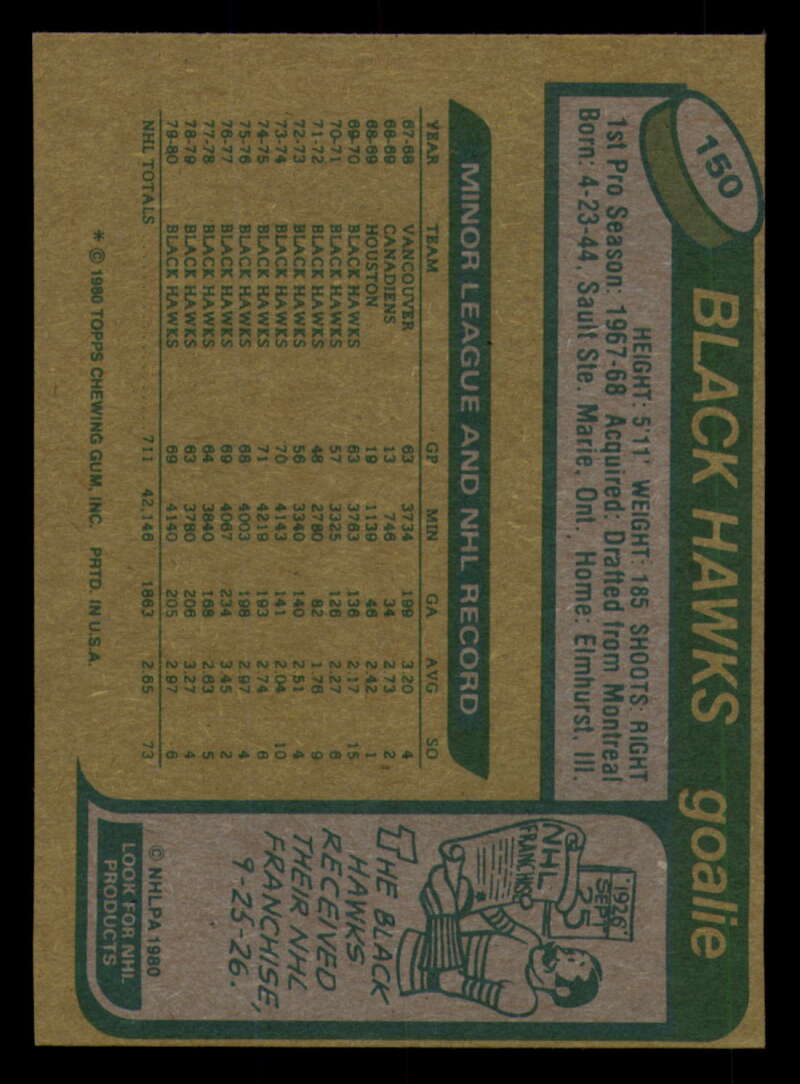 150
BLACK HAWKS goalie
HEIGHT: 5'11' WEIGHT: 185 SHOOTS: RIGHT
1st Pro Season: 1967-68 Acquired: Drafted from Montreal
Born: 4-23-44, Sault Ste. Marie, Ont. Home: Elmhurst, Ill.
MINOR LEAGUE AND NHL RECORD
YEAR TEAM GP MIN GA AVG SO
67-68 VANCOUVER 63 3734 199 3.20 4
68-69 CANADIENS 13 746 34 2.73 2
68-69 HOUSTON 19 1139 46 2.42 1
69-70 BLACK HAWKS 63 3763 136 2.17 15
70-71 BLACK HAWKS 57 3325 126 2.27 6
71-72 BLACK HAWKS 48 2780 82 1.76 9
72-73 BLACK HAWKS 56 3340 140 2.51 4
73-74 BLACK HAWKS 70 4143 141 2.04 10
74-75 BLACK HAWKS 71 4219 193 2.74 6
75-76 BLACK HAWKS 68 4003 198 2.97 4
76-77 BLACK HAWKS 69 4067 234 3.45 2
77-78 BLACK HAWKS 64 3840 168 2.63 5
78-79 BLACK HAWKS 63 3780 206 3.27 4
79-80 BLACK HAWKS 69 4140 205 2.97 6
NHL TOTALS 711 42,146 1863 2.65 73
* © 1980 TOPPS CHEWING GUM, INC. PRTD. IN U.S.A.
1926
SEPT
25
NHL
FRANCHISE
THE BLACK
HAWKS
RECEIVED
THEIR NHL
FRANCHISE,
9-25-26.
© NHLPA 1980
LOOK FOR NHL
PRODUCTS